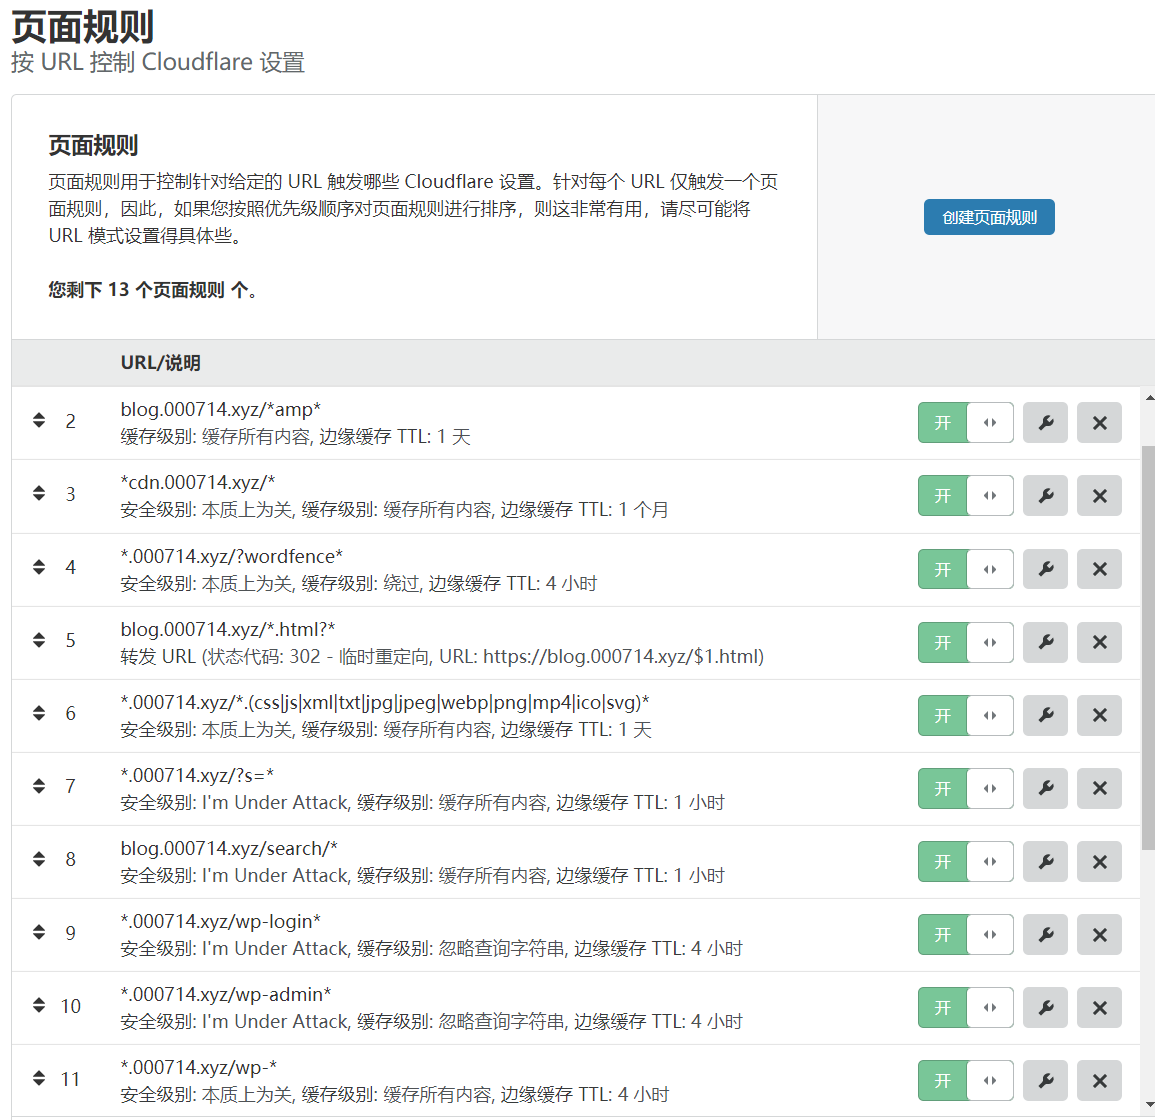 页面规则
按 URL 控制 Cloudflare 设置
页面规则
页面规则用于控制针对给定的 URL 触发哪些 Cloudflare 设置。针对每个 URL 仅触发一个页
面规则，因此，如果您按照优先级顺序对页面规则进行排序，则这非常有用，请尽可能将
URL 模式设置得具体些。
您剩下 13 个页面规则 个。
创建页面规则
URL/说明
2
blog.000714.xyz/*amp*
缓存级别: 缓存所有内容, 边缘缓存 TTL: 1 天
开
3
*cdn.000714.xyz/*
安全级别: 本质上为关, 缓存级别: 缓存所有内容, 边缘缓存 TTL: 1 个月
开
4
*.000714.xyz/?wordfence*
安全级别: 本质上为关, 缓存级别: 绕过, 边缘缓存 TTL: 4 小时
开
5
blog.000714.xyz/*.html?*
转发 URL (状态代码: 302 - 临时重定向, URL: https://blog.000714.xyz/$1.html)
开
6
*.000714.xyz/*.(css|js|xml|txt|jpg|jpeg|webp|png|mp4|ico|svg)*
安全级别: 本质上为关, 缓存级别: 缓存所有内容, 边缘缓存 TTL: 1 天
开
7
*.000714.xyz/?s=*
安全级别: I'm Under Attack, 缓存级别: 缓存所有内容, 边缘缓存 TTL: 1 小时
开
8
blog.000714.xyz/search/*
安全级别: I'm Under Attack, 缓存级别: 缓存所有内容, 边缘缓存 TTL: 1 小时
开
9
*.000714.xyz/wp-login*
安全级别: I'm Under Attack, 缓存级别: 忽略查询字符串, 边缘缓存 TTL: 4 小时
开
10
*.000714.xyz/wp-admin*
安全级别: I'm Under Attack, 缓存级别: 忽略查询字符串, 边缘缓存 TTL: 4 小时
开
11
*.000714.xyz/wp-*
安全级别: 本质上为关, 缓存级别: 缓存所有内容, 边缘缓存 TTL: 4 小时
开